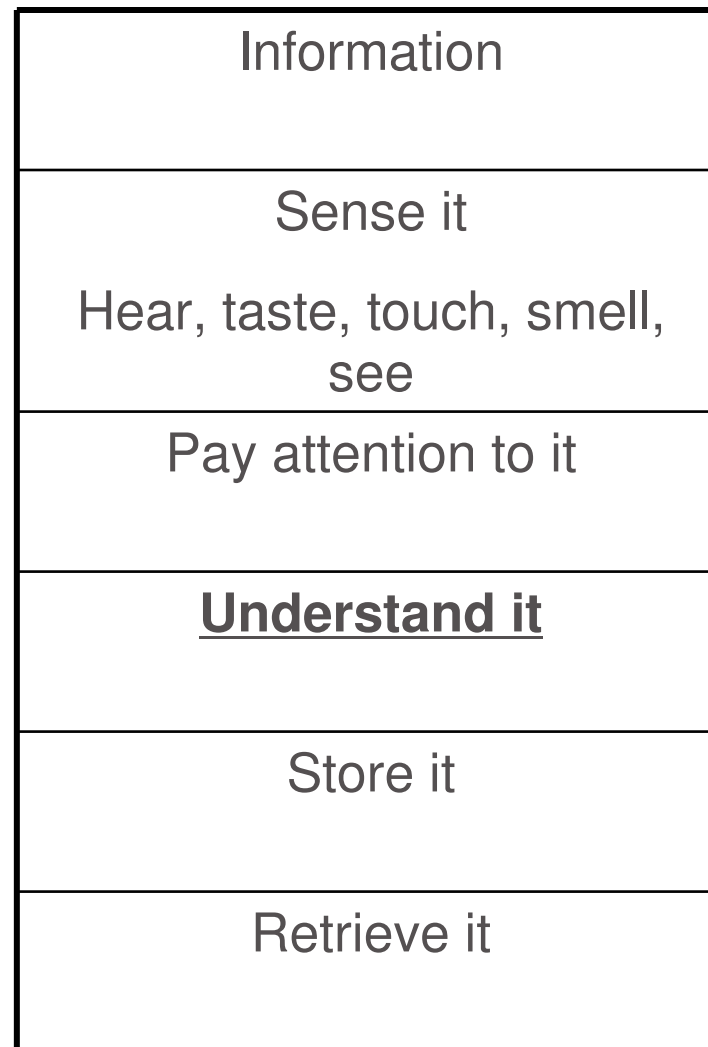 Information
Sense it
Hear, taste, touch, smell,
see
Pay attention to it
Understand it
Store it
Retrieve it